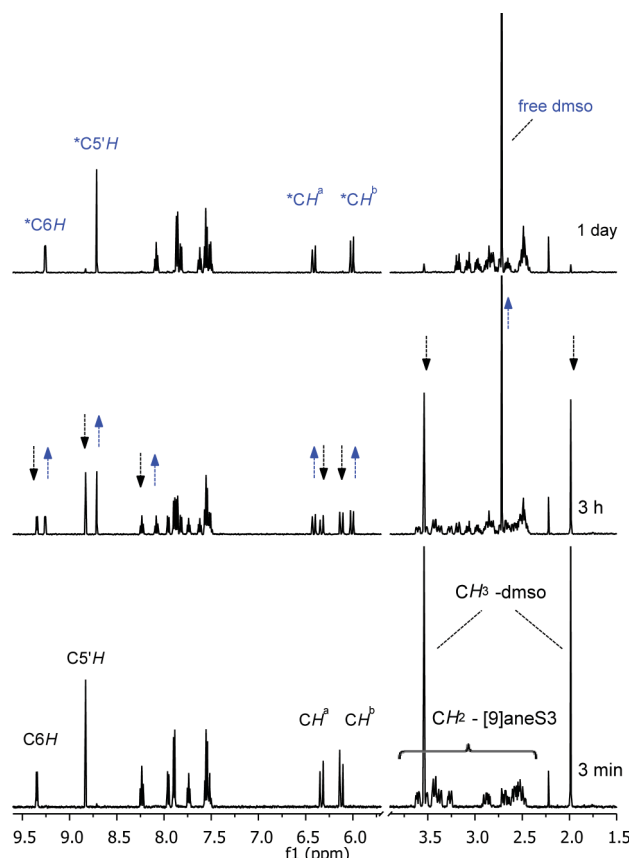 free dmso
*C5'H
*CHᵃ *CHᵇ
*C6H
1 day
3 h
CH₃ -dmso
C5'H
CH₂ - [9]aneS3
C6H
CHᵃ CHᵇ
3 min
9.5 9.0 8.5 8.0 7.5 7.0 6.5 6.0 3.5 3.0 2.5 2.0 1.5
f1 (ppm)